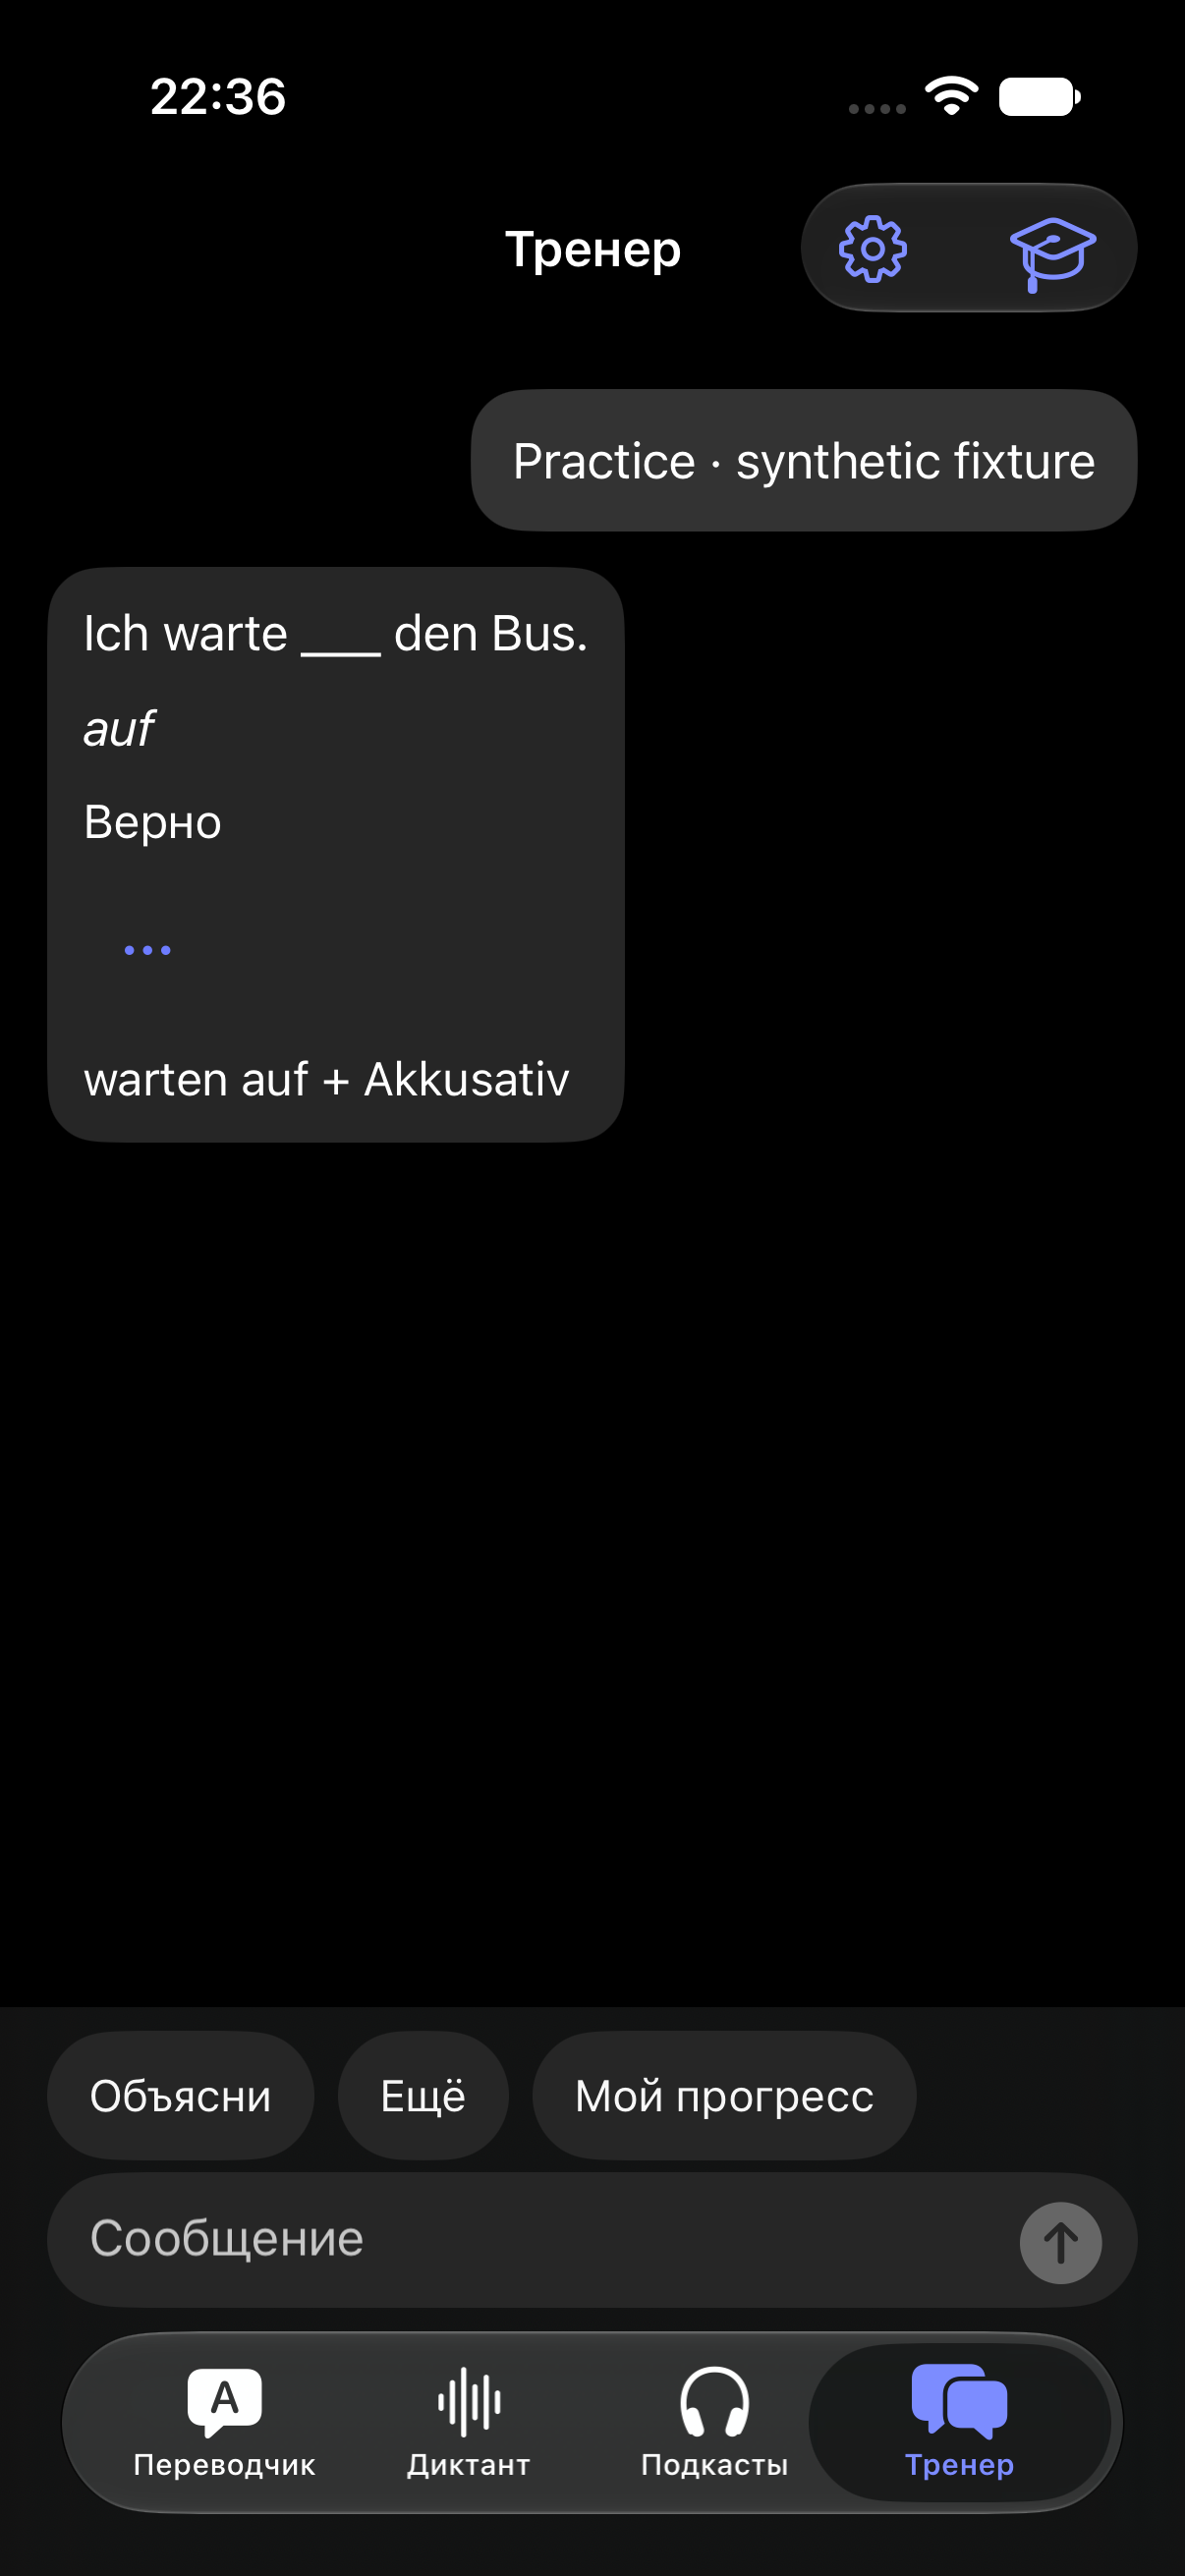 22:36
Тренер
Practice · synthetic fixture
Ich warte ____ den Bus.
auf
Верно
...
warten auf + Akkusativ
Объясни
Ещё
Мой прогресс
Сообщение
A
Переводчик
Диктант
Подкасты
Тренер